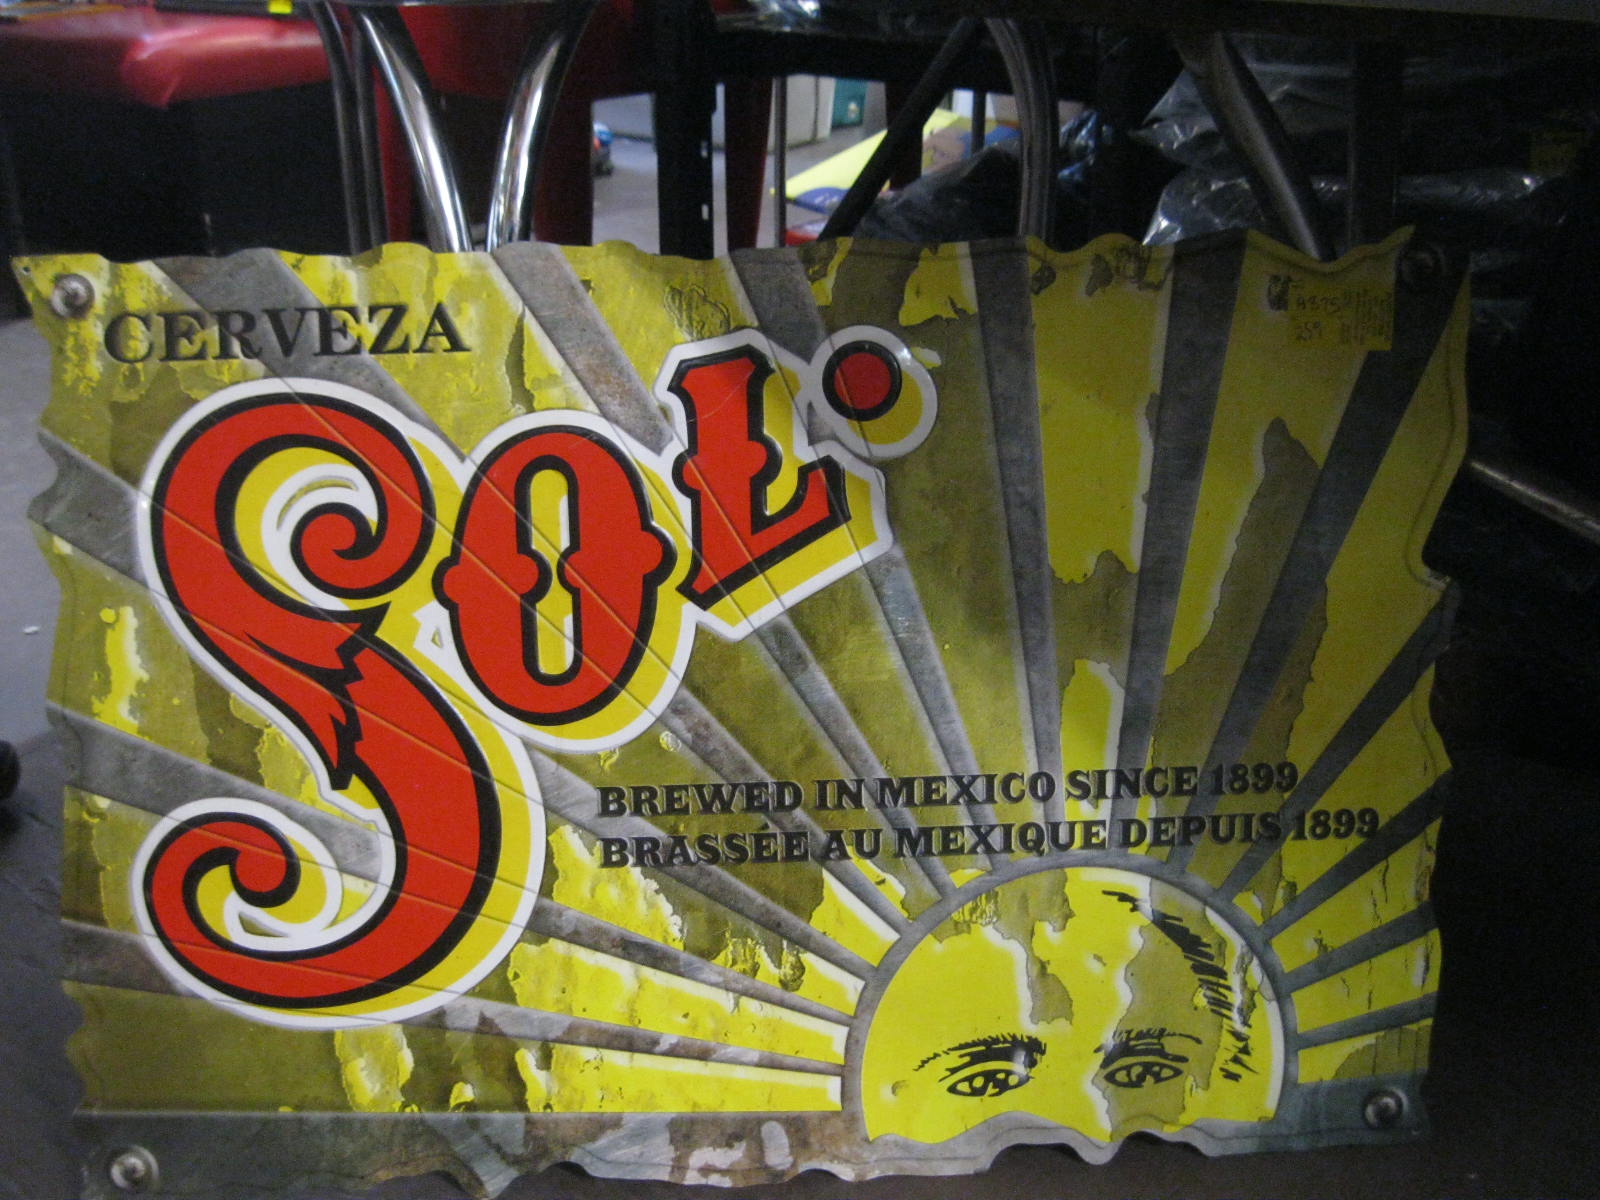 CERVEZA
SOL
BREWED IN MEXICO SINCE 1899
BRASSÉE AU MEXIQUE DEPUIS 1899